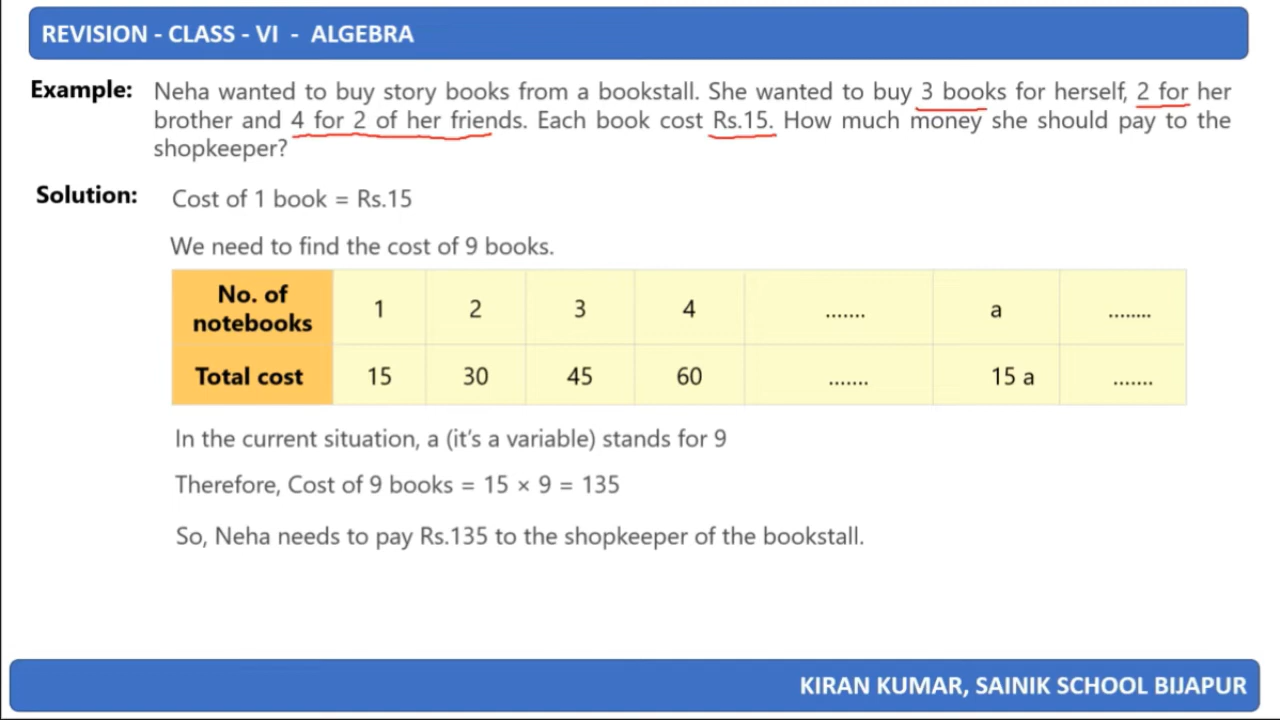 REVISION - CLASS - VI - ALGEBRA
Example: Neha wanted to buy story books from a bookstall. She wanted to buy 3 books for herself, 2 for her
brother and 4 for 2 of her friends. Each book cost Rs.15. How much money she should pay to the
shopkeeper?
Solution: Cost of 1 book = Rs.15
We need to find the cost of 9 books.
No. of
notebooks 1 2 3 4 ....... a ........
Total cost 15 30 45 60 ....... 15 a .......
In the current situation, a (it's a variable) stands for 9
Therefore, Cost of 9 books = 15 × 9 = 135
So, Neha needs to pay Rs.135 to the shopkeeper of the bookstall.
KIRAN KUMAR, SAINIK SCHOOL BIJAPUR